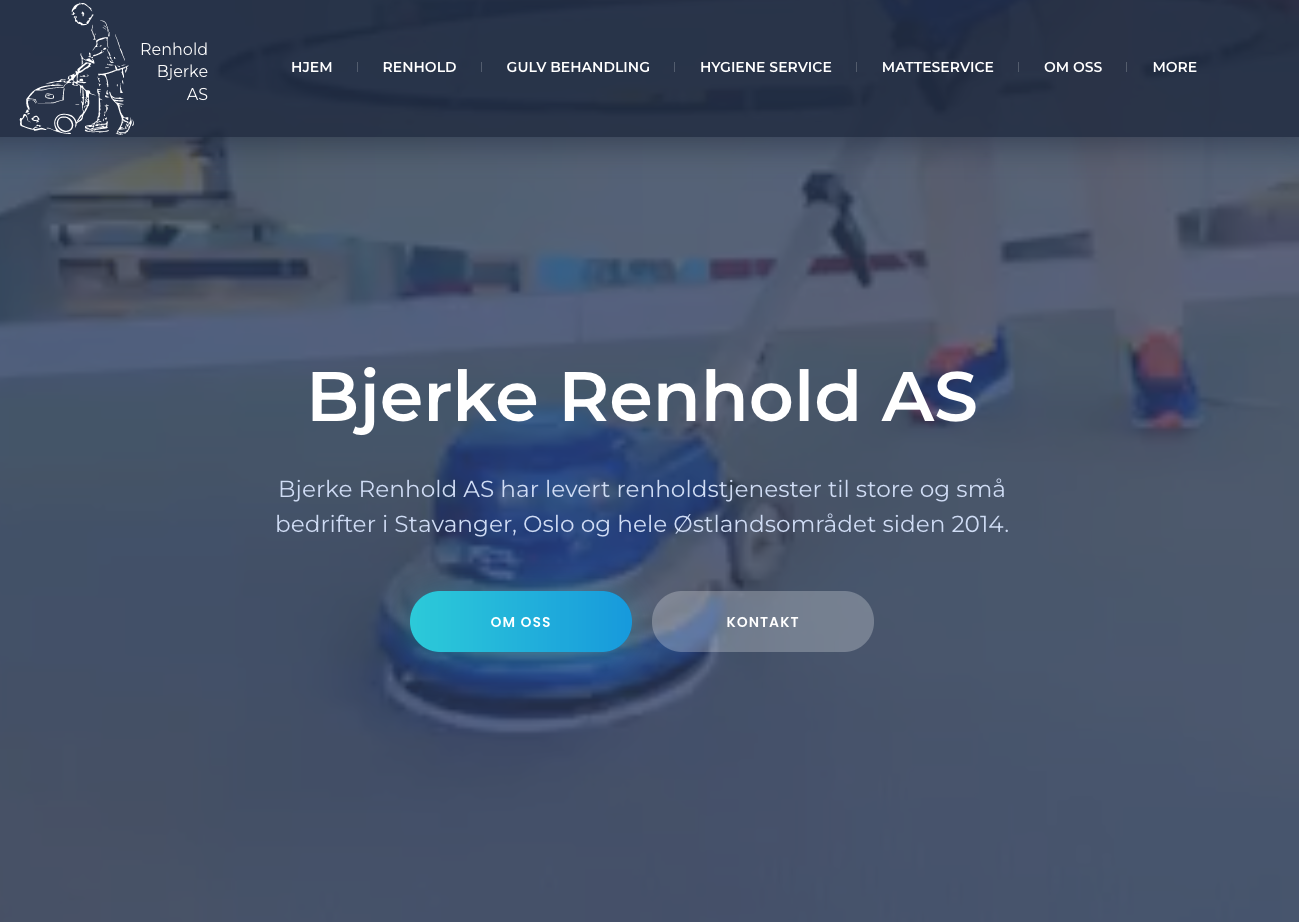 Renhold
Bjerke
AS
HJEM
RENHOLD
GULV BEHANDLING
HYGIENE SERVICE
MATTESERVICE
OM OSS
MORE
Bjerke Renhold AS
Bjerke Renhold AS har levert renholdstjenester til store og små
bedrifter i Stavanger, Oslo og hele Østlandsområdet siden 2014.
OM OSS
KONTAKT